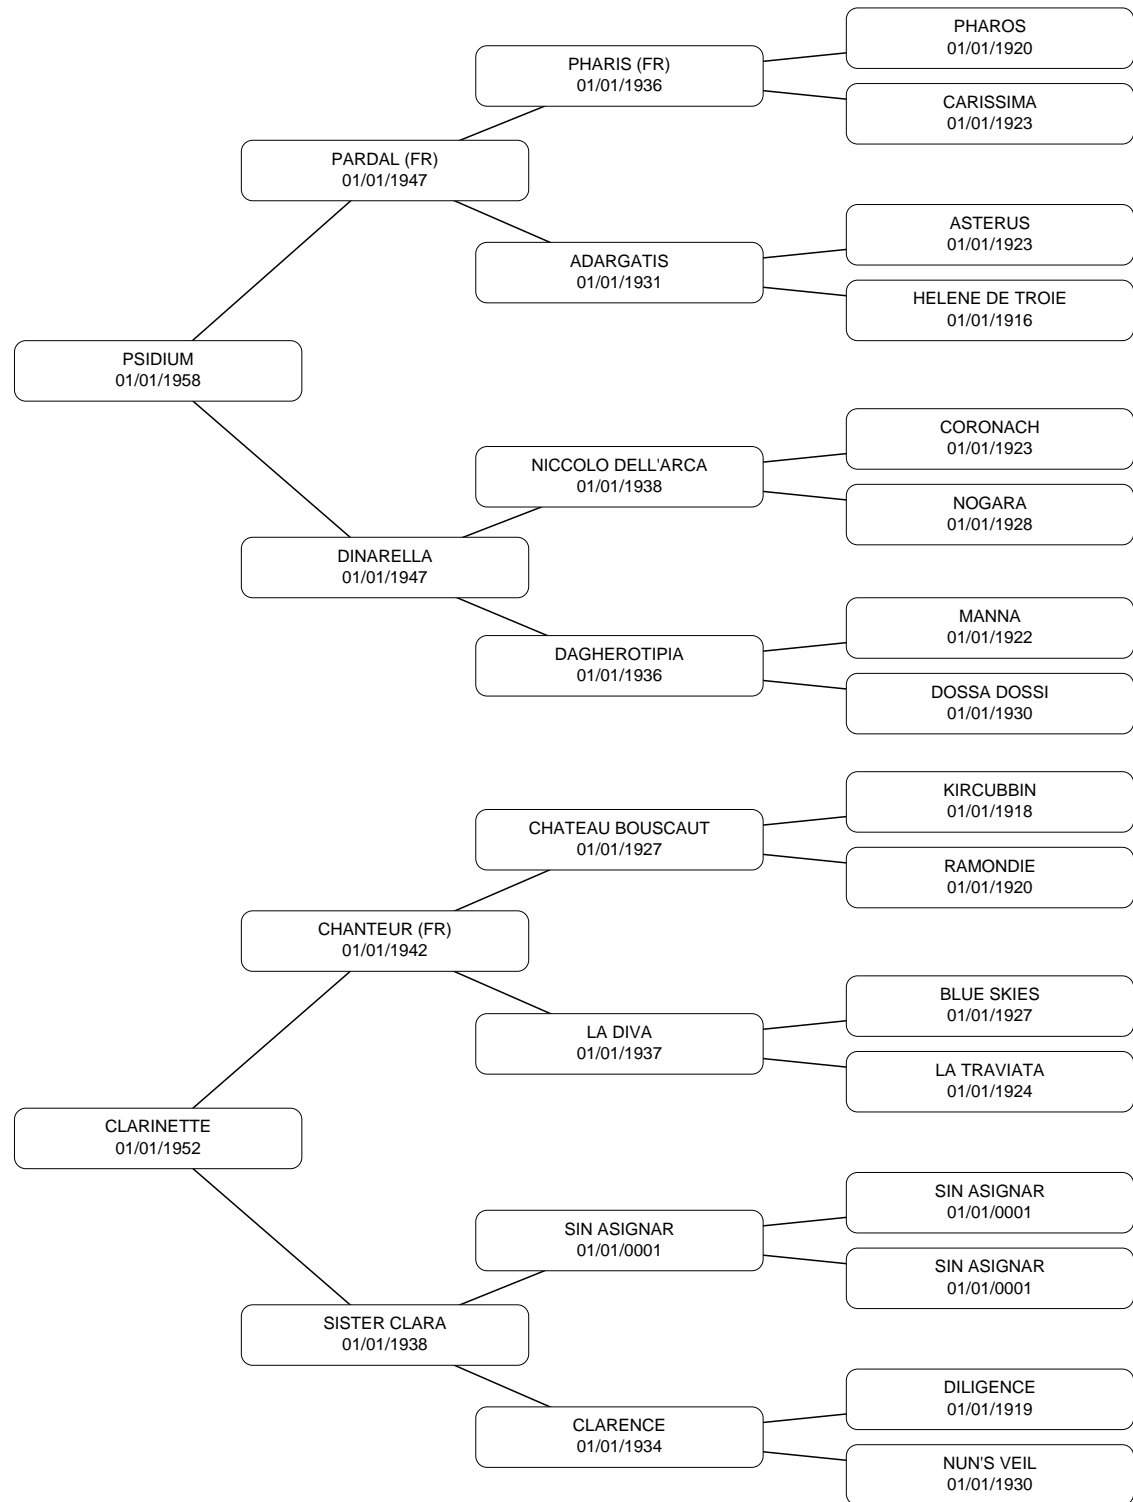 PHAROS
01/01/1920
PHARIS (FR)
01/01/1936
CARISSIMA
01/01/1923
PARDAL (FR)
01/01/1947
ASTERUS
01/01/1923
ADARGATIS
01/01/1931
HELENE DE TROIE
01/01/1916
PSIDIUM
01/01/1958
CORONACH
01/01/1923
NICCOLO DELL'ARCA
01/01/1938
NOGARA
01/01/1928
DINARELLA
01/01/1947
MANNA
01/01/1922
DAGHEROTIPIA
01/01/1936
DOSSA DOSSI
01/01/1930
KIRCUBBIN
01/01/1918
CHATEAU BOUSCAUT
01/01/1927
RAMONDIE
01/01/1920
CHANTEUR (FR)
01/01/1942
BLUE SKIES
01/01/1927
LA DIVA
01/01/1937
LA TRAVIATA
01/01/1924
CLARINETTE
01/01/1952
SIN ASIGNAR
01/01/0001
SIN ASIGNAR
01/01/0001
SIN ASIGNAR
01/01/0001
SISTER CLARA
01/01/1938
DILIGENCE
01/01/1919
CLARENCE
01/01/1934
NUN'S VEIL
01/01/1930